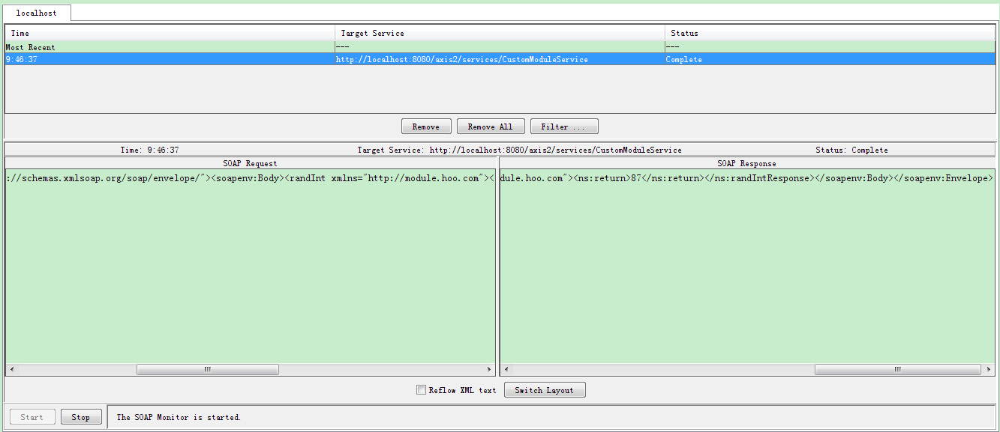 localhost
Time Target Service Status
Most Recent --- ---
9:46:37 http://localhost:8080/axis2/services/CustomModuleService Complete
Remove Remove All Filter ...
Time: 9:46:37 Target Service: http://localhost:8080/axis2/services/CustomModuleService Status: Complete
SOAP Request SOAP Response
://schemas.xmlsoap.org/soap/envelope/"><soapenv:Body><randInt xmlns="http://module.hoo.com">< dule.hoo.com"><ns:return>87</ns:return></ns:randIntResponse></soapenv:Body></soapenv:Envelope>
Reflow XML text Switch Layout
Start Stop The SOAP Monitor is started.